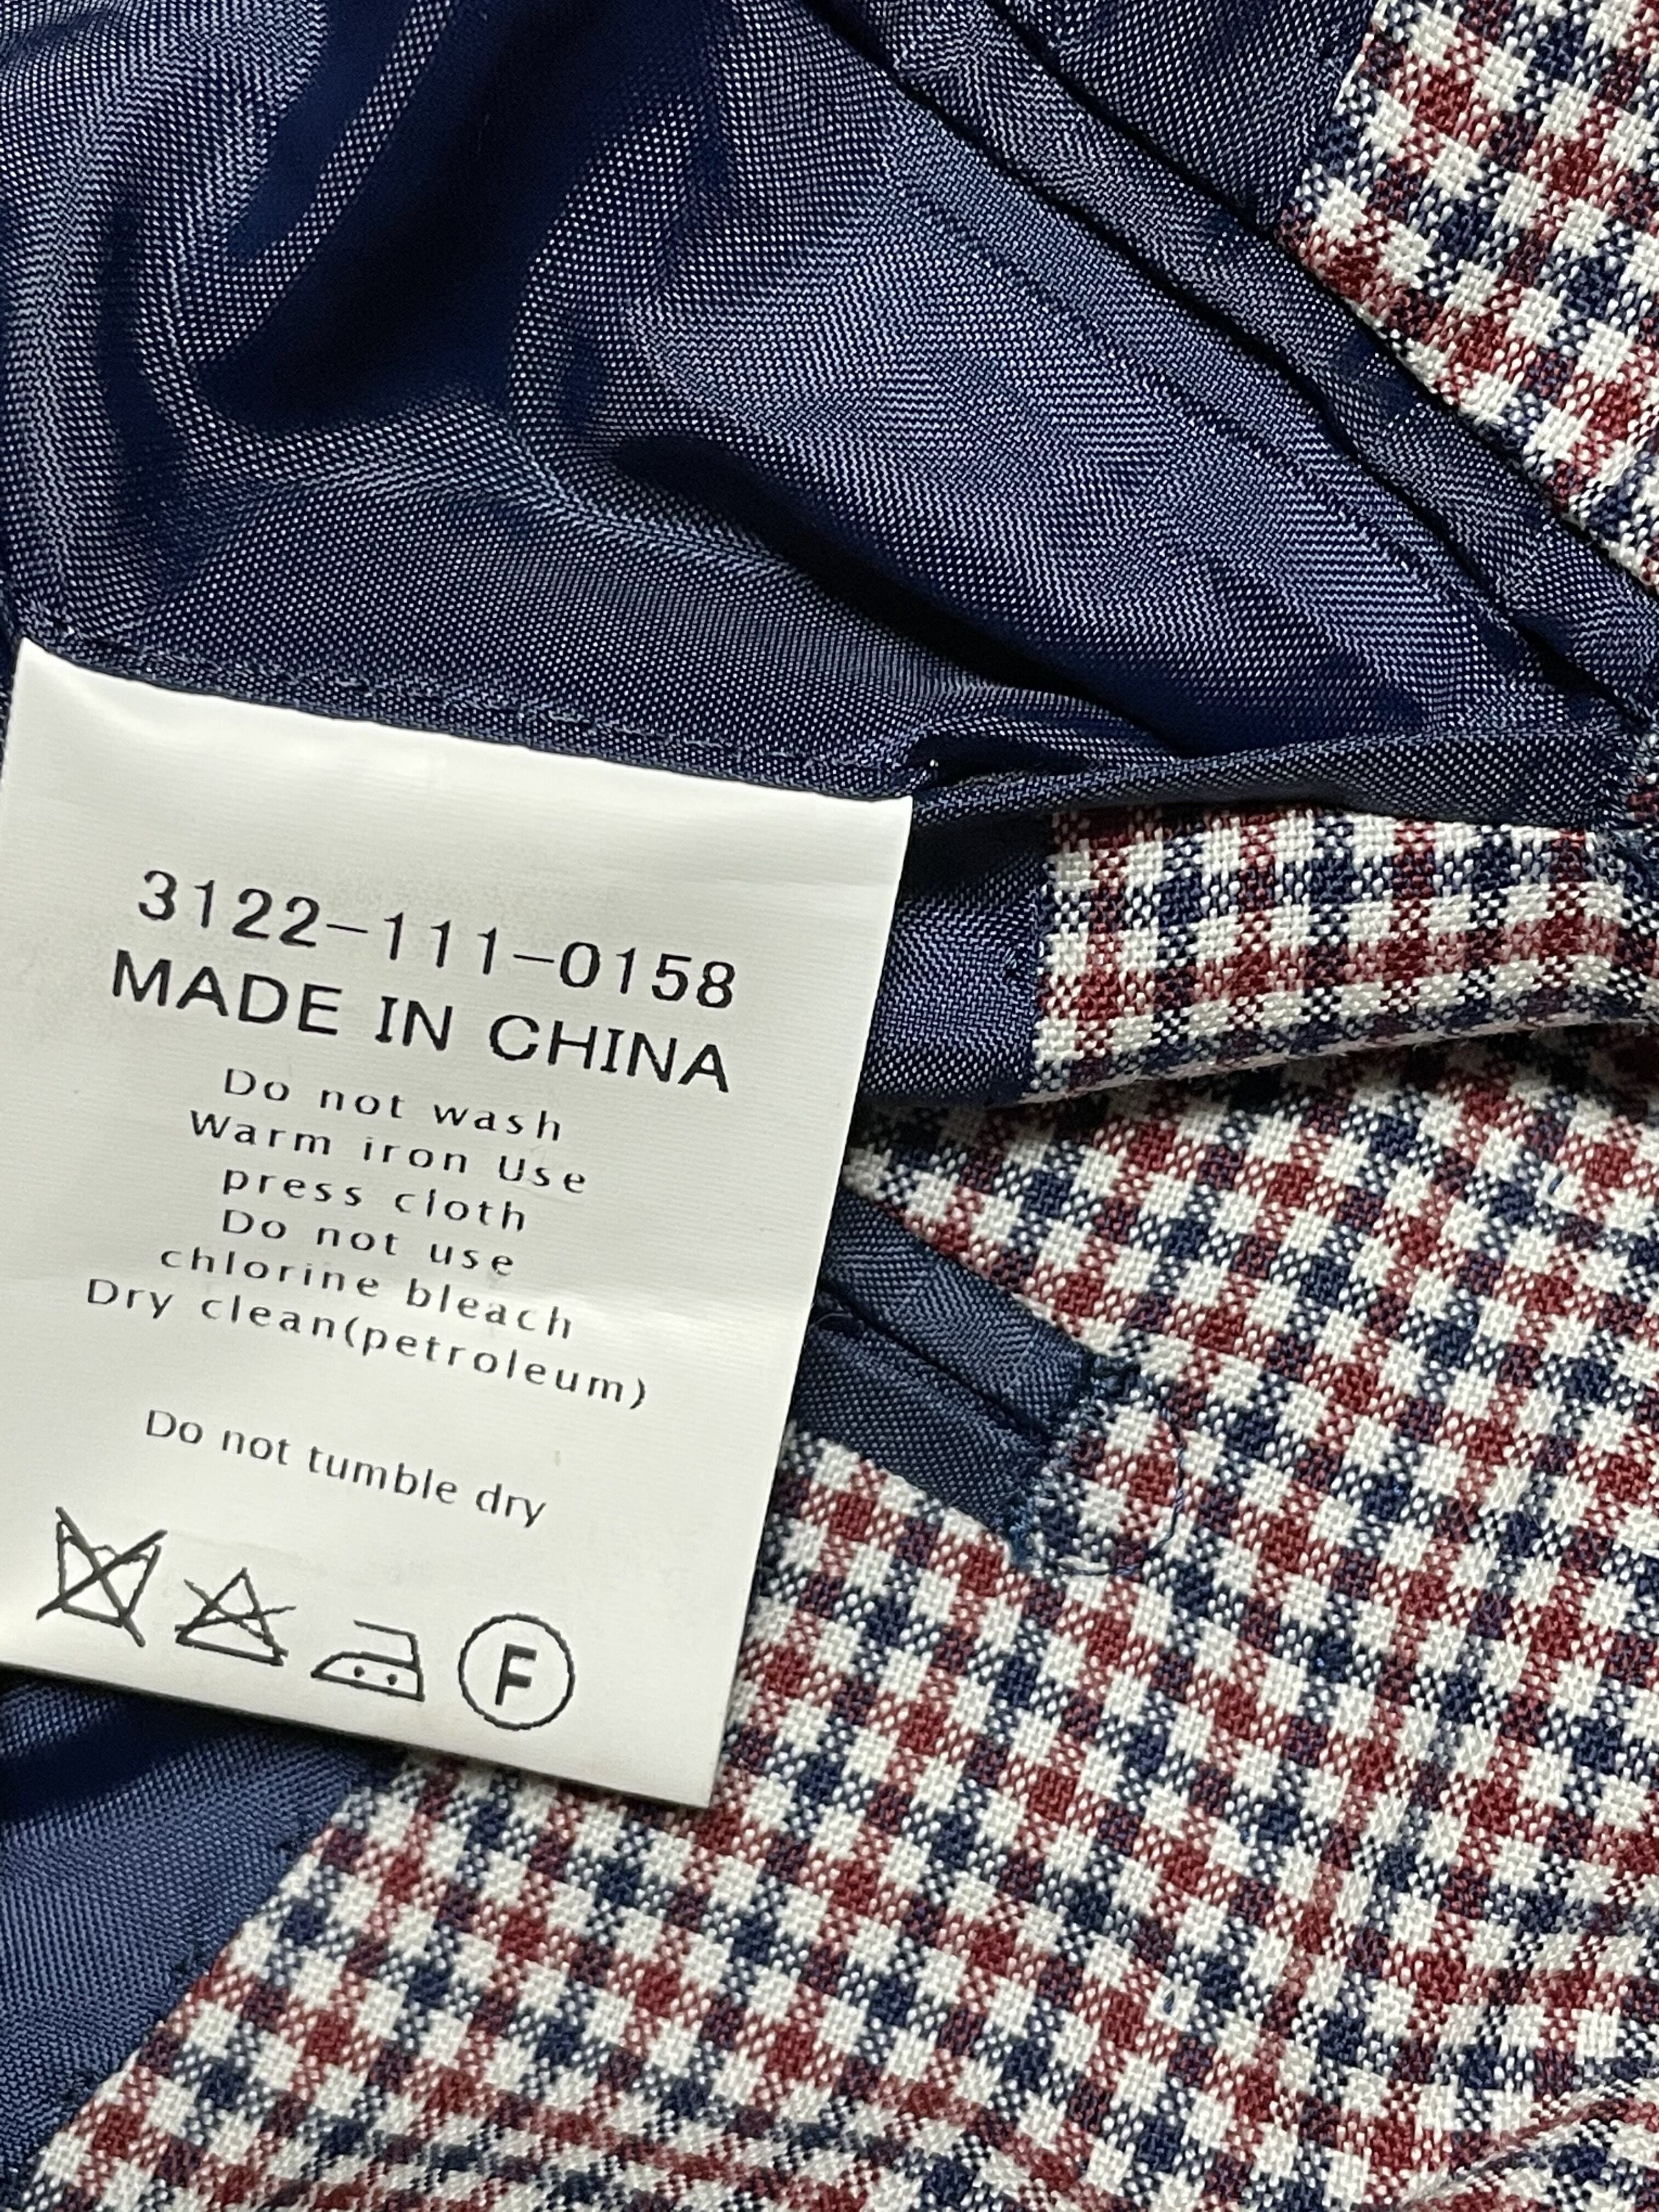 3122-111-0158
MADE IN CHINA
Do not wash
Warm iron Use
press cloth
Do not use
chlorine bleach
Dry clean(petroleum)
Do not tumble dry
F